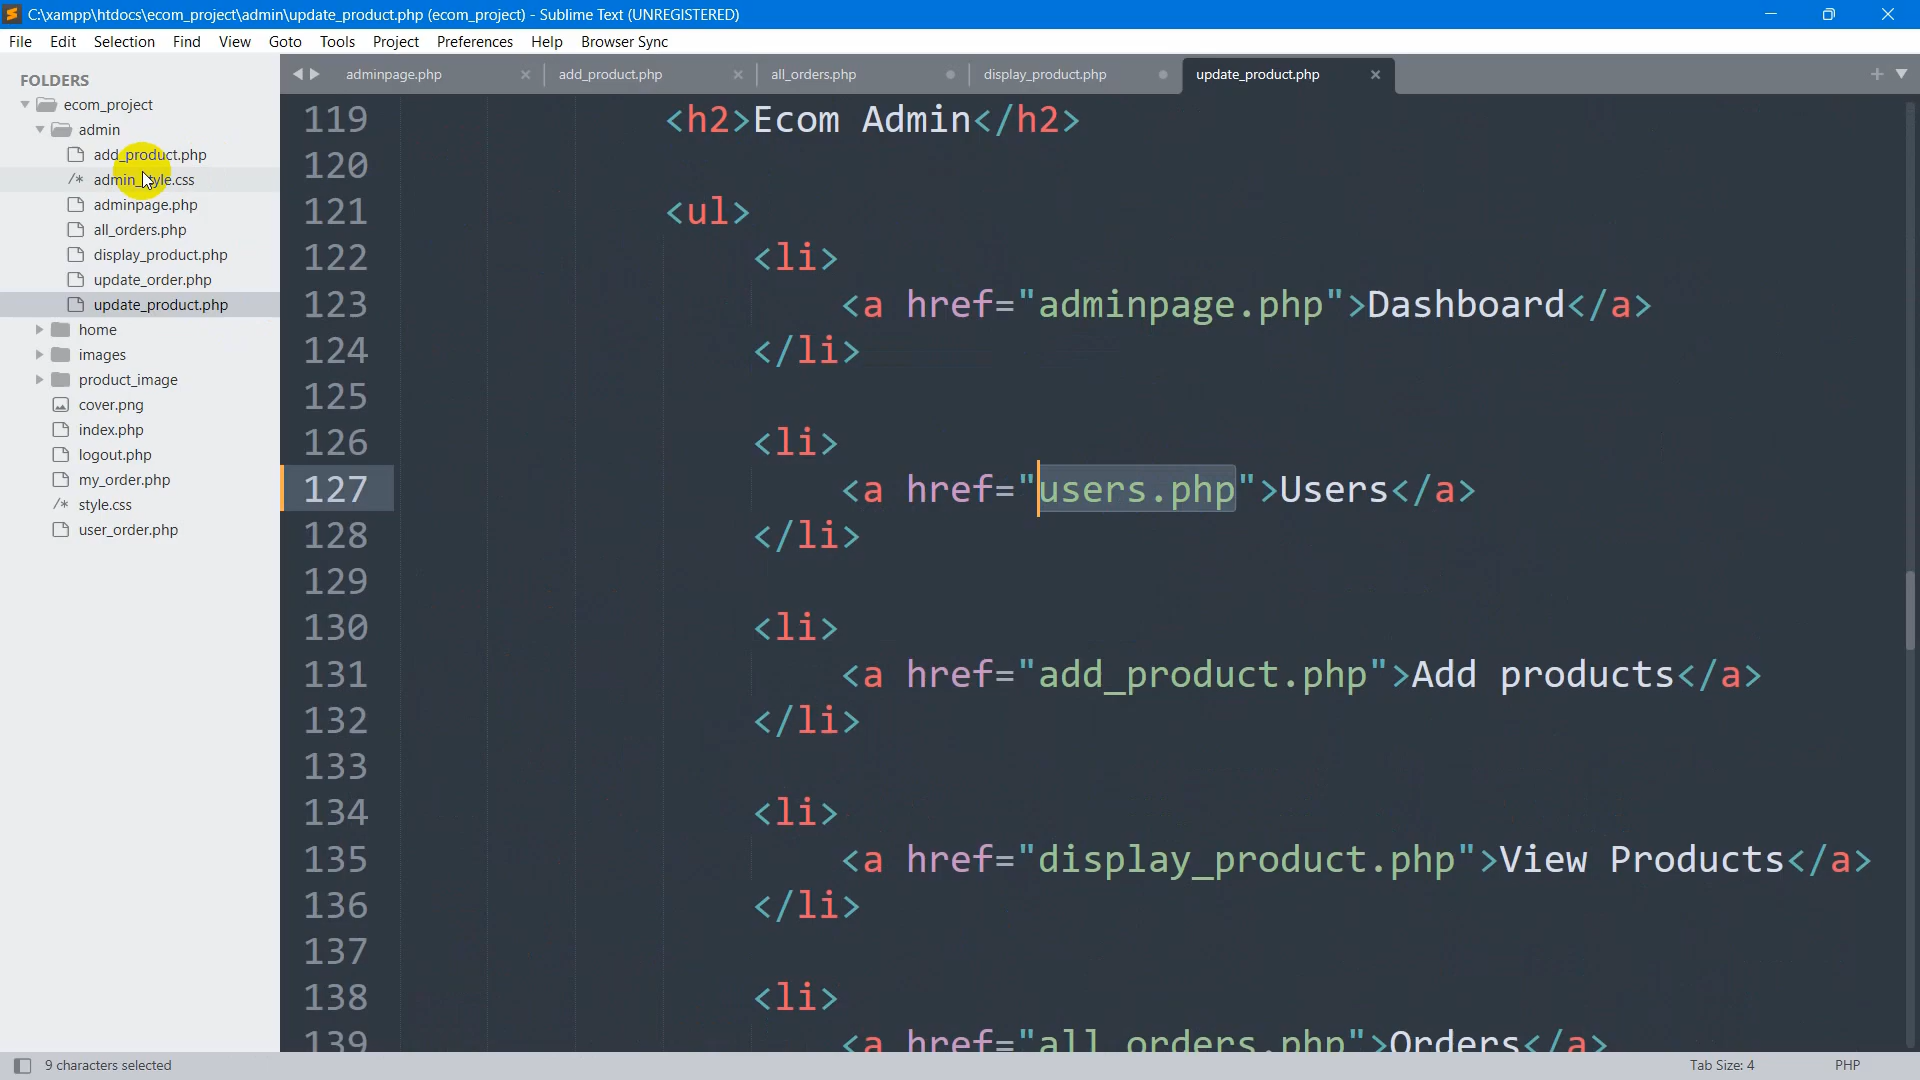 C:\xampp\htdocs\ecom_project\admin\update_product.php (ecom_project) - Sublime Text (UNREGISTERED)
File Edit Selection Find View Goto Tools Project Preferences Help Browser Sync
FOLDERS
ecom_project
admin
add_product.php
admin_style.css
adminpage.php
all_orders.php
display_product.php
update_order.php
update_product.php
home
images
product_image
cover.png
index.php
logout.php
my_order.php
style.css
user_order.php
adminpage.php add_product.php all_orders.php display_product.php update_product.php
119 <h2>Ecom Admin</h2>
120
121 <ul>
122 <li>
123 <a href="adminpage.php">Dashboard</a>
124 </li>
125
126 <li>
127 <a href="users.php">Users</a>
128 </li>
129
130 <li>
131 <a href="add_product.php">Add products</a>
132 </li>
133
134 <li>
135 <a href="display_product.php">View Products</a>
136 </li>
137
138 <li>
139 <a href="all_orders.php">Orders</a>
9 characters selected Tab Size: 4 PHP